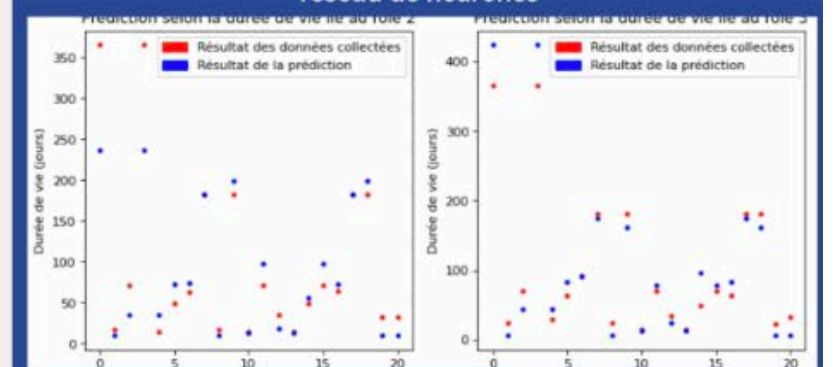 réseau de neurones
Prédiction selon la durée de vie lié au rôle 2
Prédiction selon la durée de vie lié au rôle 3
Résultat des données collectées
Résultat de la prédiction
Résultat des données collectées
Résultat de la prédiction
Durée de vie (jours)
350
300
250
200
150
100
50
0
0 5 10 15 20
Durée de vie (jours)
400
300
200
100
0
0 5 10 15 20